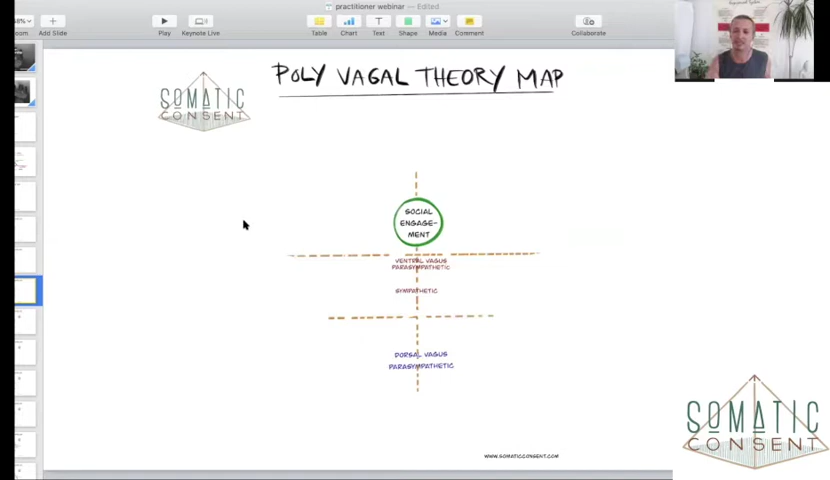 practitioner webinar — Edited
Add Slide
Play
Keynote Live
Table
Chart
Text
Shape
Media
Comment
Collaborate
POLY VAGAL THEORY MAP
SOMATIC
CONSENT
SOCIAL
ENGAGE-
MENT
VENTRAL VAGUS
PARASYMPATHETIC
SYMPATHETIC
DORSAL VAGUS
PARASYMPATHETIC
WWW.SOMATICCONSENT.COM
SOMATIC
CONSENT